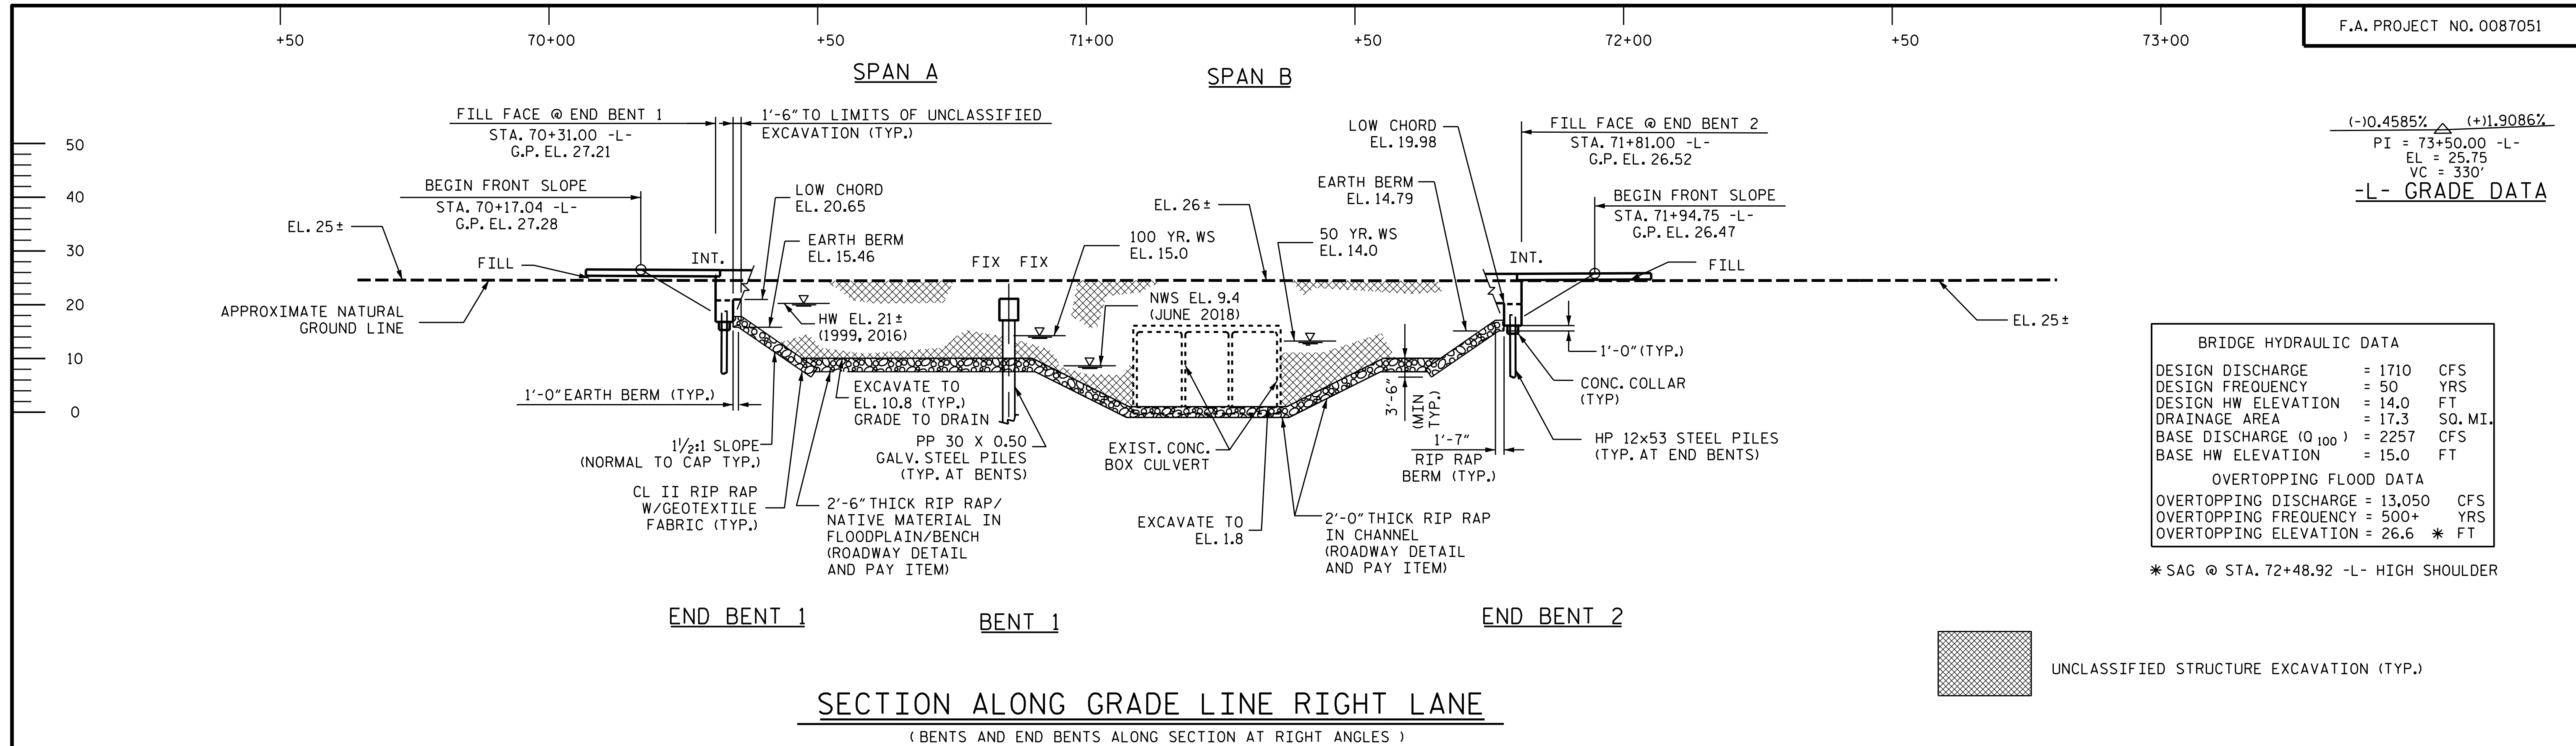 +50
70+00
+50
71+00
+50
72+00
+50
73+00
F.A. PROJECT NO. 0087051
SPAN A
SPAN B
FILL FACE @ END BENT 1
STA. 70+31.00 -L-
G.P. EL. 27.21
1'-6" TO LIMITS OF UNCLASSIFIED
EXCAVATION (TYP.)
LOW CHORD
EL. 19.98
FILL FACE @ END BENT 2
STA. 71+81.00 -L-
G.P. EL. 26.52
(-)0.4585%
(+)1.9086%
PI = 73+50.00 -L-
EL = 25.75
VC = 330'
-L- GRADE DATA
50
40
30
20
10
0
BEGIN FRONT SLOPE
STA. 70+17.04 -L-
G.P. EL. 27.28
LOW CHORD
EL. 20.65
EARTH BERM
EL. 14.79
BEGIN FRONT SLOPE
STA. 71+94.75 -L-
G.P. EL. 26.47
EL. 25±
EARTH BERM
EL. 15.46
EL. 26±
100 YR. WS
EL. 15.0
50 YR. WS
EL. 14.0
FILL
INT.
FIX
FIX
INT.
FILL
APPROXIMATE NATURAL
GROUND LINE
HW EL. 21±
(1999, 2016)
NWS EL. 9.4
(JUNE 2018)
EL. 25±
1'-0" EARTH BERM (TYP.)
EXCAVATE TO
EL. 10.8 (TYP.)
GRADE TO DRAIN
3'-6"
(MIN
TYP.)
1'-0" (TYP.)
CONC. COLLAR
(TYP)
1½:1 SLOPE
(NORMAL TO CAP TYP.)
PP 30 X 0.50
GALV. STEEL PILES
(TYP. AT BENTS)
EXIST. CONC.
BOX CULVERT
1'-7"
RIP RAP
BERM (TYP.)
HP 12x53 STEEL PILES
(TYP. AT END BENTS)
CL II RIP RAP
W/GEOTEXTILE
FABRIC (TYP.)
2'-6" THICK RIP RAP/
NATIVE MATERIAL IN
FLOODPLAIN/BENCH
(ROADWAY DETAIL
AND PAY ITEM)
EXCAVATE TO
EL. 1.8
2'-0" THICK RIP RAP
IN CHANNEL
(ROADWAY DETAIL
AND PAY ITEM)
BRIDGE HYDRAULIC DATA
DESIGN DISCHARGE = 1710 CFS
DESIGN FREQUENCY = 50 YRS
DESIGN HW ELEVATION = 14.0 FT
DRAINAGE AREA = 17.3 SQ. MI.
BASE DISCHARGE (Q100) = 2257 CFS
BASE HW ELEVATION = 15.0 FT
OVERTOPPING FLOOD DATA
OVERTOPPING DISCHARGE = 13,050 CFS
OVERTOPPING FREQUENCY = 500+ YRS
OVERTOPPING ELEVATION = 26.6 * FT
* SAG @ STA. 72+48.92 -L- HIGH SHOULDER
END BENT 1
BENT 1
END BENT 2
UNCLASSIFIED STRUCTURE EXCAVATION (TYP.)
SECTION ALONG GRADE LINE RIGHT LANE
(BENTS AND END BENTS ALONG SECTION AT RIGHT ANGLES)